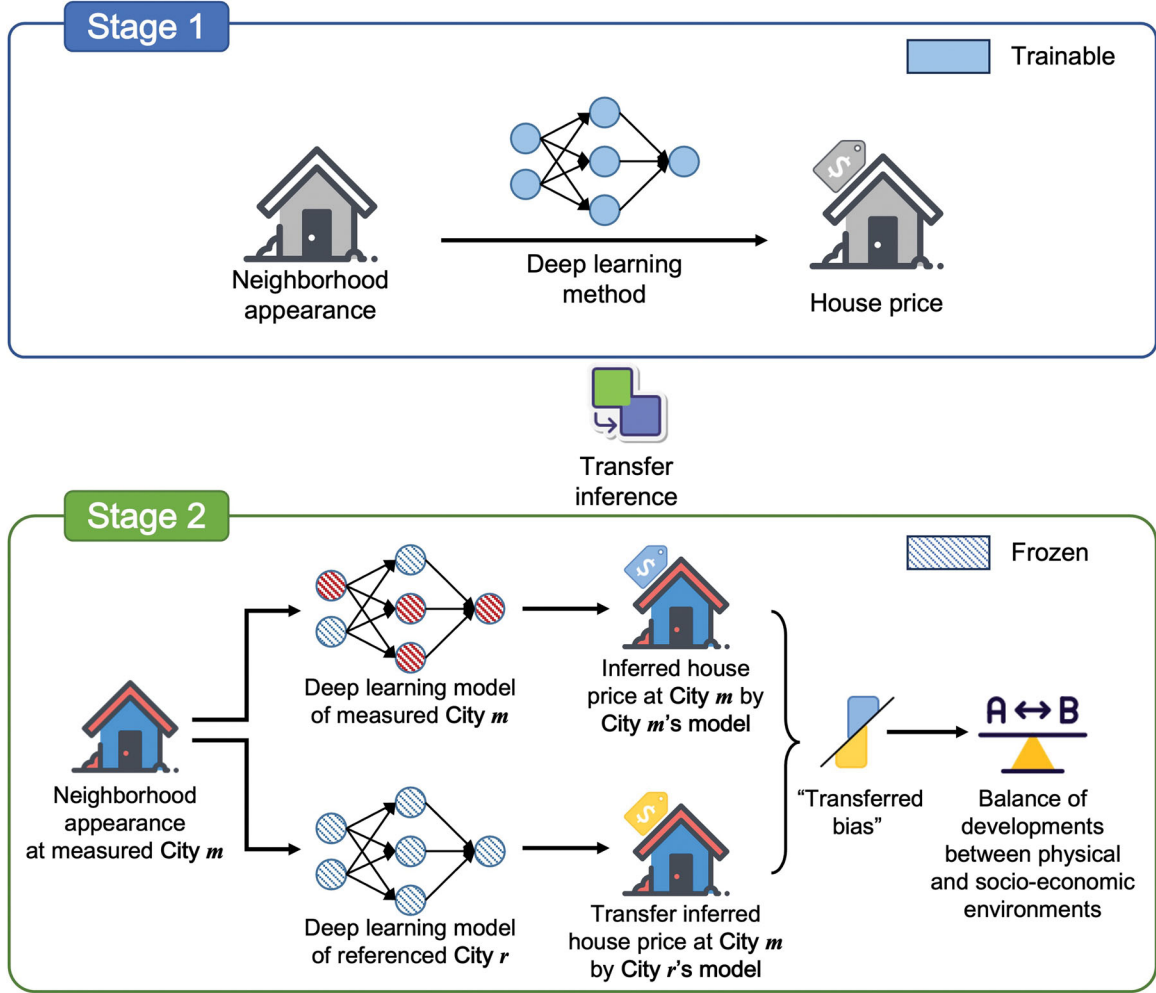 Stage 1
Trainable
$
Neighborhood
appearance
Deep learning
method
House price
Transfer
inference
Stage 2
Frozen
$
Deep learning model
of measured City m
Inferred house
price at City m by
City m's model
Neighborhood
appearance
at measured City m
$
Deep learning model
of referenced City r
Transfer inferred
house price at City m
by City r's model
“Transferred
bias”
A ↔ B
Balance of
developments
between physical
and socio-economic
environments